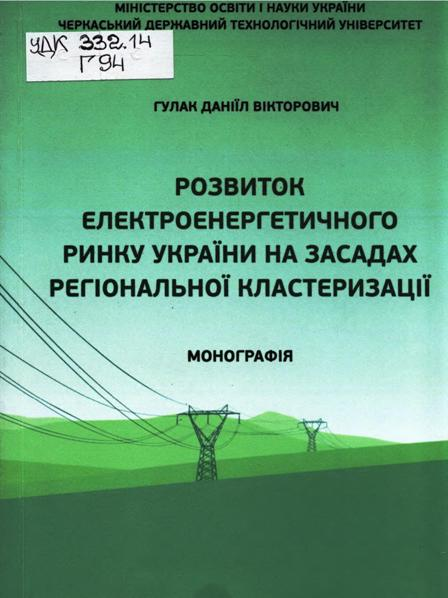 МІНІСТЕРСТВО ОСВІТИ І НАУКИ УКРАЇНИ
ЧЕРКАСЬКИЙ ДЕРЖАВНИЙ ТЕХНОЛОГІЧНИЙ УНІВЕРСИТЕТ
УДК 332.14
Г94
ГУЛАК ДАНІЇЛ ВІКТОРОВИЧ
РОЗВИТОК
ЕЛЕКТРОЕНЕРГЕТИЧНОГО
РИНКУ УКРАЇНИ НА ЗАСАДАХ
РЕГІОНАЛЬНОЇ КЛАСТЕРИЗАЦІЇ
МОНОГРАФІЯ